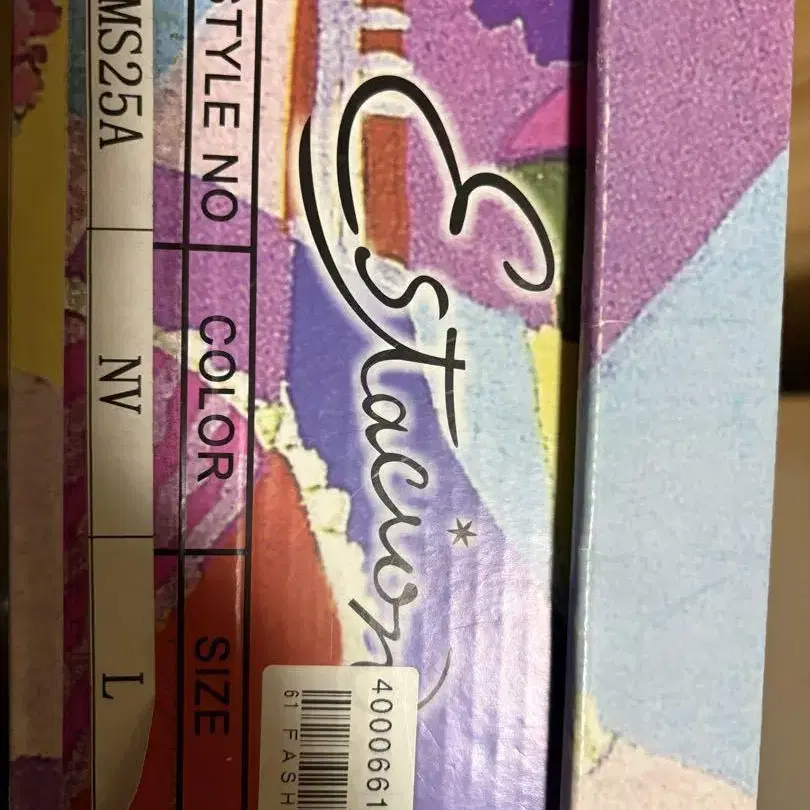 Estacion
STYLE NO COLOR SIZE
MS25A NV L
4000661
61 FASH